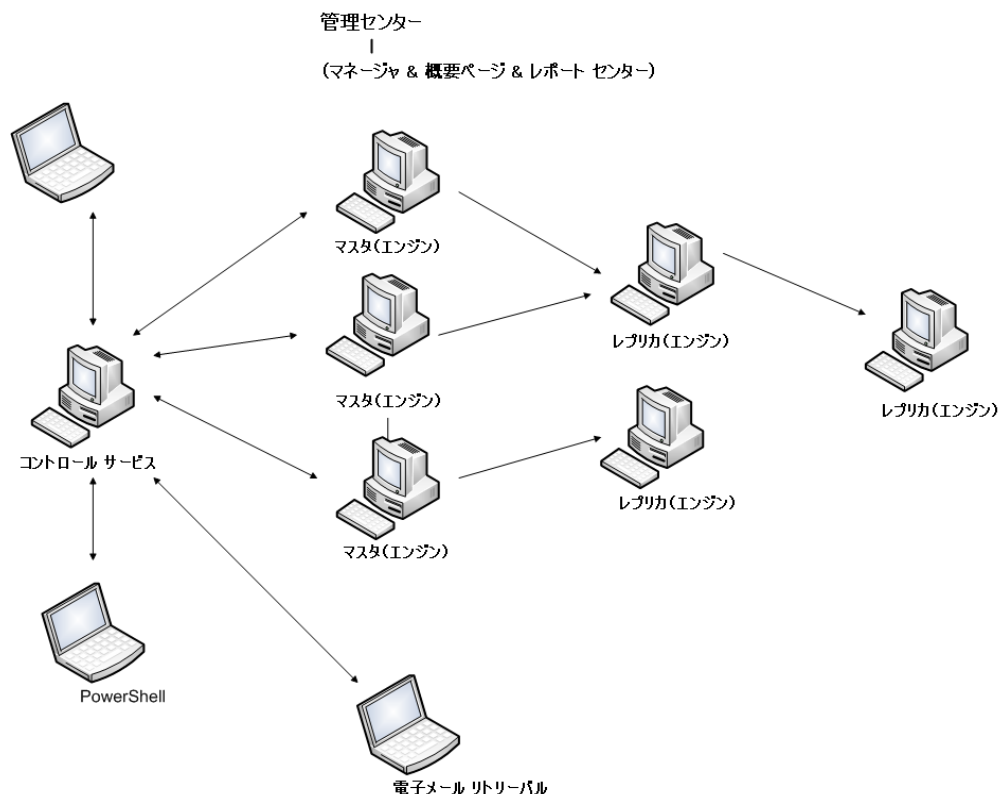 管理センター
(マネージャ & 概要ページ & レポート センター)
マスタ(エンジン)
レプリカ(エンジン)
マスタ(エンジン)
レプリカ(エンジン)
コントロール サービス
レプリカ(エンジン)
マスタ(エンジン)
PowerShell
電子メール リトリーバル